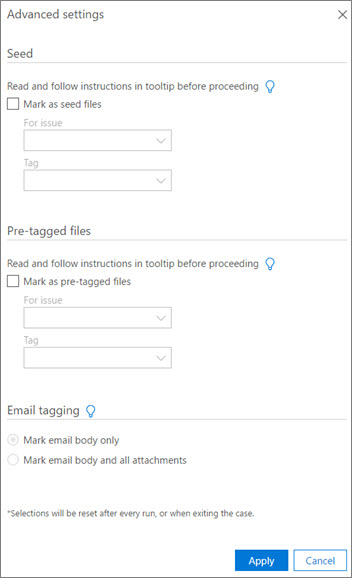 Advanced settings
Seed
Read and follow instructions in tooltip before proceeding
Mark as seed files
For issue
Tag
Pre-tagged files
Read and follow instructions in tooltip before proceeding
Mark as pre-tagged files
For issue
Tag
Email tagging
Mark email body only
Mark email body and all attachments
*Selections will be reset after every run, or when exiting the case.
Apply Cancel